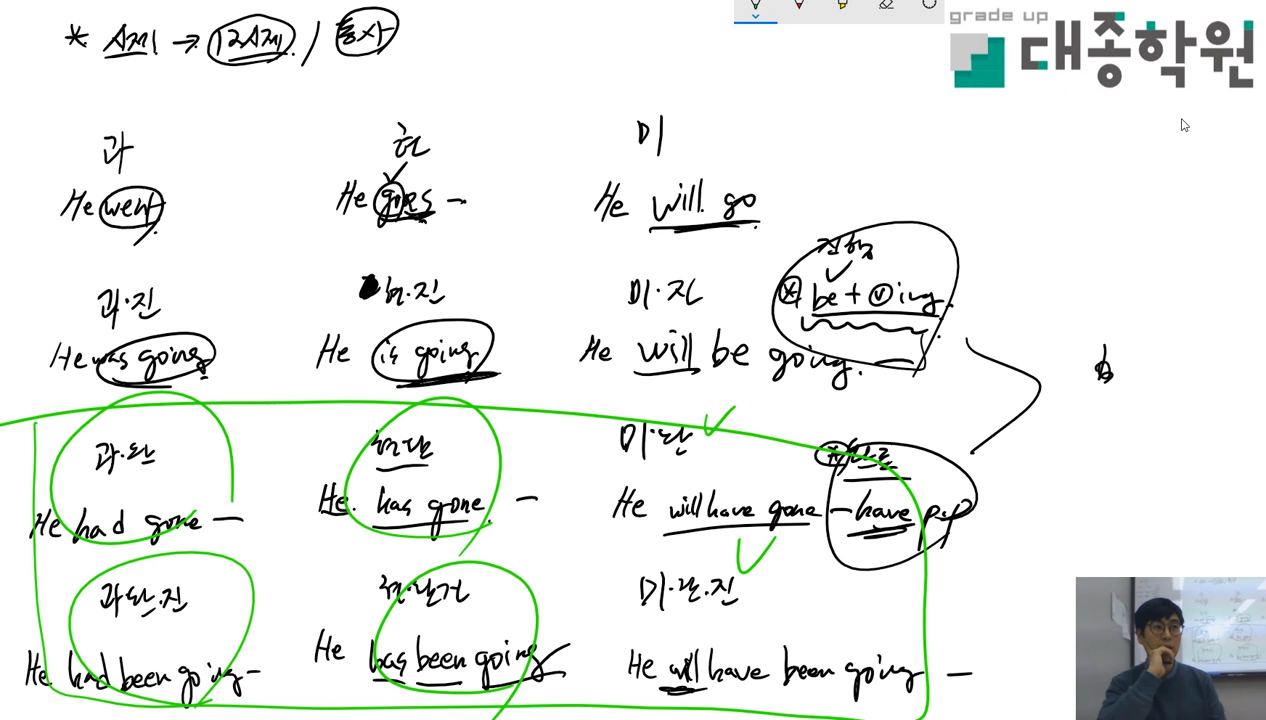 * 시제 → 12시제 / 동사
grade up
대종학원
과 현 미
He went He goes - He will go
진행
과·진 현·진 미·진 * be + ⓥing.
He was going He is going He will be going.
과·완 현완 미·완 * 완료
He had gone - He has gone - He will have gone - have p.p
과완.진 현.완.진 미.완.진
He had been going - He has been going He will have been going -